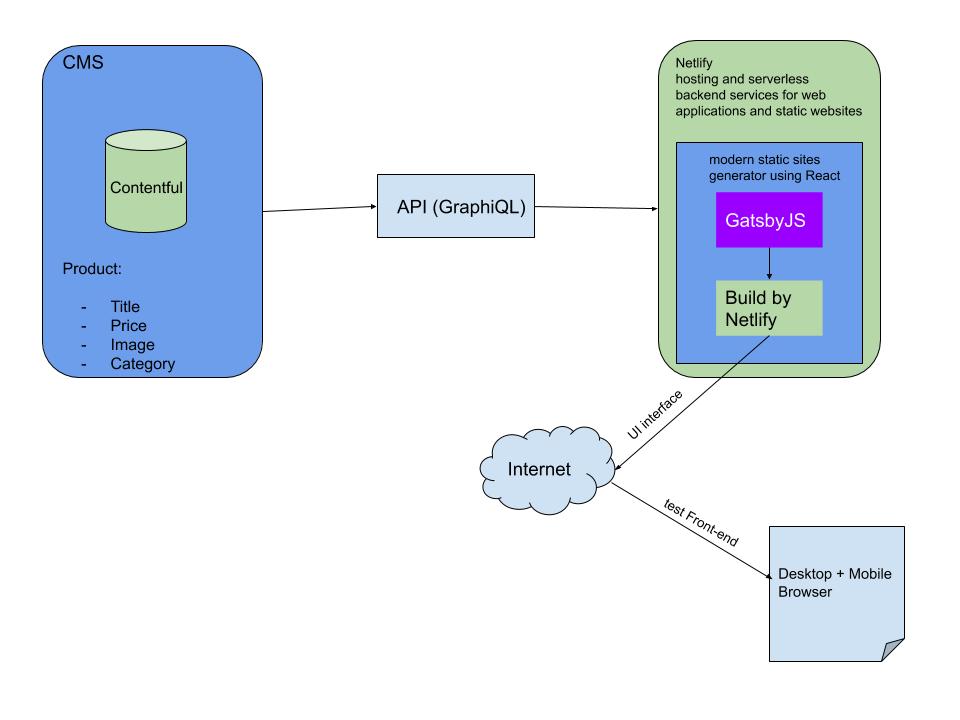 CMS
Contentful
Product:
- Title
- Price
- Image
- Category
API (GraphiQL)
Netlify
hosting and serverless
backend services for web
applications and static websites
modern static sites
generator using React
GatsbyJS
Build by
Netlify
UI interface
Internet
test Front-end
Desktop + Mobile
Browser